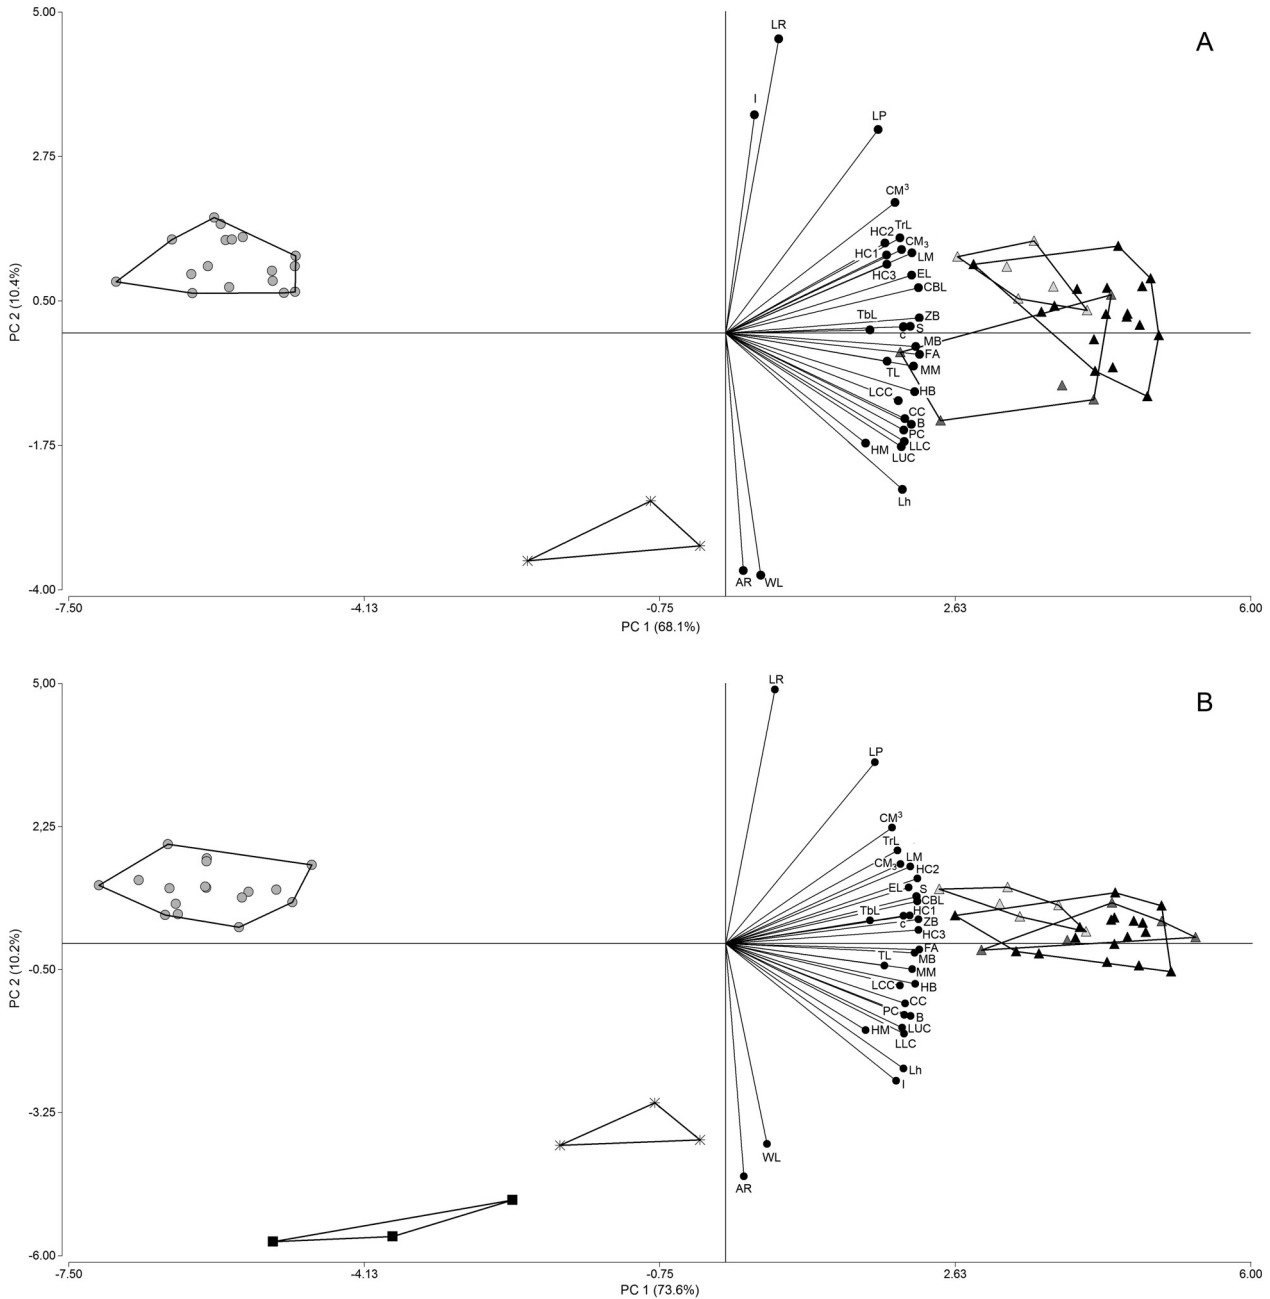 5.00
A
LR
I
LP
2.75
CM³
TrL
HC2
CM₃
HC1
LM
HC3
EL
CBL
0.50
ZB
TbL
S
c
MB
FA
TL
MM
LCC
HB
CC
B
PC
-1.75
HM
LLC
LUC
Lh
AR
WL
-4.00
PC 2 (10.4%)
-7.50 -4.13 -0.75 2.63 6.00
PC 1 (68.1%)
5,00
B
LR
LP
2,25
CM³
TrL
LM
CM₃
HC2
EL
S
CBL
TbL
HC1
c
ZB
HC3
FA
MB
TL
-0.50
MM
LCC
HB
CC
PC
B
HM
LUC
LLC
Lh
I
-3.25
WL
AR
-6.00
PC 2 (10.2%)
-7.50 -4.13 -0.75 2.63 6.00
PC 1 (73.6%)